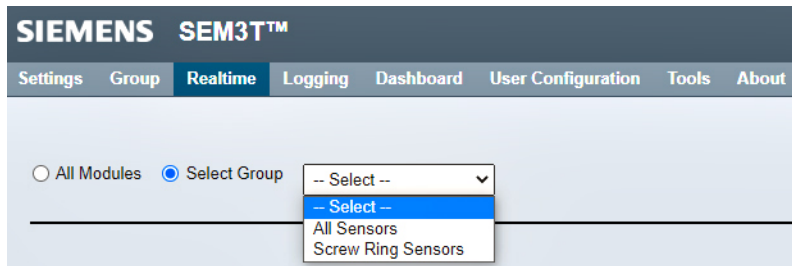 SIEMENS SEM3T™
Settings Group Realtime Logging Dashboard User Configuration Tools About
All Modules Select Group -- Select --
-- Select --
All Sensors
Screw Ring Sensors